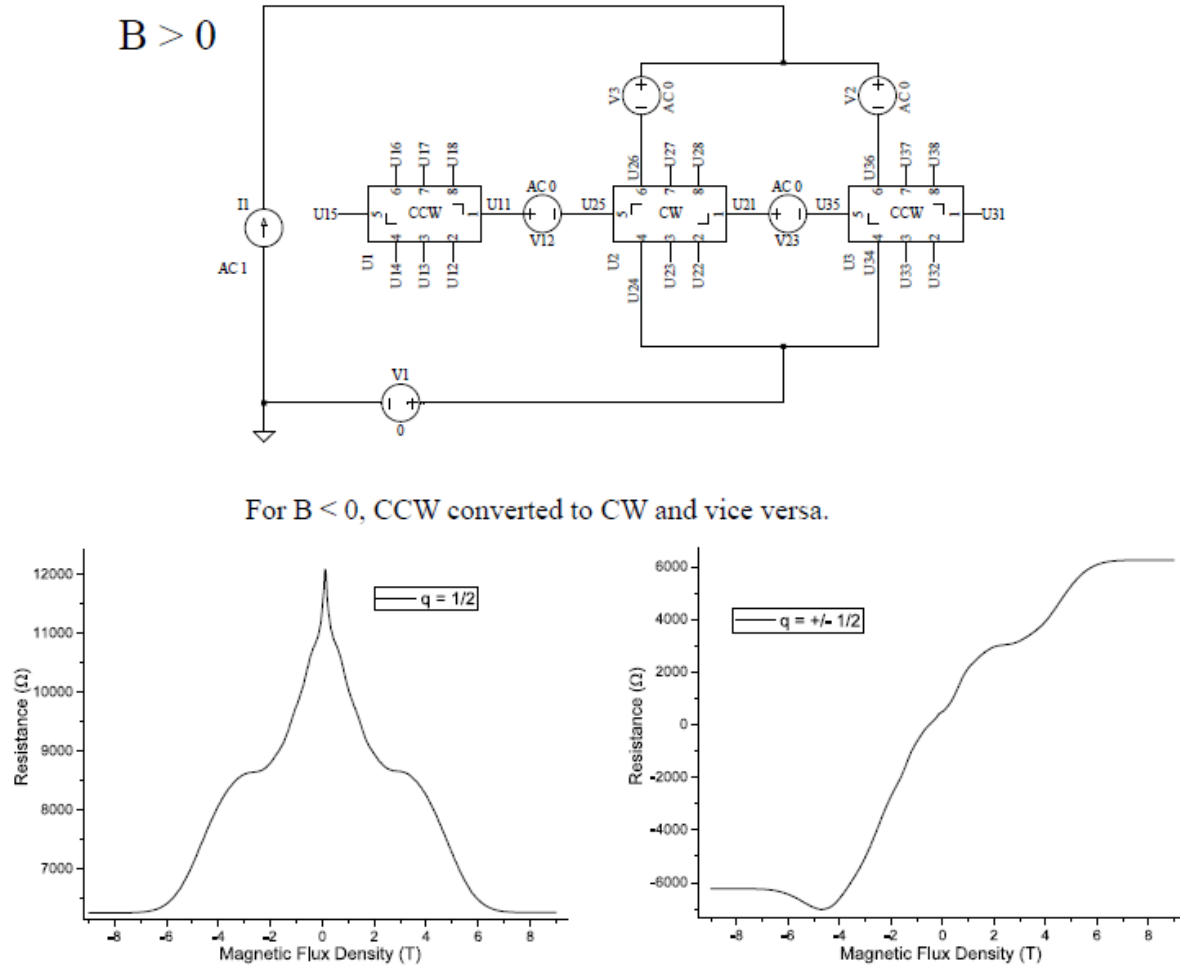 B > 0
V3
AC 0
V2
AC 0
U16
U17
U18
U26
U27
U28
U36
U37
U38
I1
AC 1
U15
6
7
8
5
CCW
1
4
3
2
U11
AC 0
V12
U25
6
7
8
5
CW
1
4
3
2
U21
AC 0
V23
U35
6
7
8
5
CCW
1
4
3
2
U31
U1
U14
U13
U12
U2
U24
U23
U22
U3
U34
U33
U32
V1
0
For B < 0, CCW converted to CW and vice versa.
12000
11000
10000
9000
8000
7000
Resistance (Ω)
q = 1/2
-8 -6 -4 -2 0 2 4 6 8
Magnetic Flux Density (T)
6000
4000
2000
0
-2000
-4000
-6000
Resistance (Ω)
q = +/- 1/2
-8 -6 -4 -2 0 2 4 6 8
Magnetic Flux Density (T)